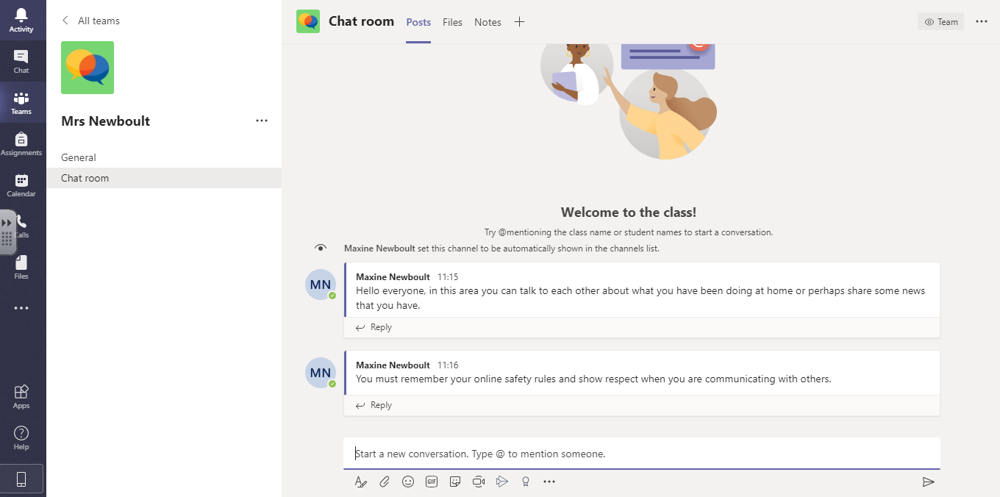 Activity
Chat
Teams
Assignments
Calendar
Calls
Files
Apps
Help
All teams
Mrs Newboult
General
Chat room
Chat room Posts Files Notes
Team
Welcome to the class!
Try @mentioning the class name or student names to start a conversation.
Maxine Newboult set this channel to be automatically shown in the channels list.
MN
Maxine Newboult 11:15
Hello everyone, in this area you can talk to each other about what you have been doing at home or perhaps share some news
that you have.
Reply
MN
Maxine Newboult 11:16
You must remember your online safety rules and show respect when you are communicating with others.
Reply
Start a new conversation. Type @ to mention someone.
GIF